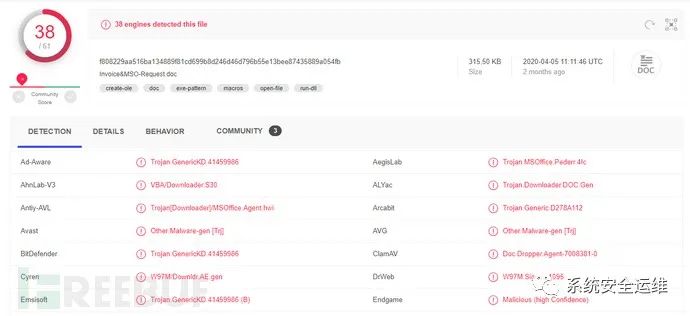 38
/ 61
Community
Score
38 engines detected this file
f808229aa516ba134889f81cd699b8d246d46d796b55e13bee87435889a054fb
Invoice&MSO-Request.doc
create-ole doc exe-pattern macros open-file run-dll
315.50 KB
Size
2020-04-05 11:11:46 UTC
2 months ago
DOC
DETECTION DETAILS BEHAVIOR COMMUNITY 3
Ad-Aware Trojan.GenericKD.41459986 AegisLab Trojan.MSOffice.Pederr.4!c
AhnLab-V3 VBA/Downloader.S30 ALYac Trojan.Downloader.DOC.Gen
Antiy-AVL Trojan[Downloader]/MSOffice.Agent.hwi Arcabit Trojan.Generic.D278A112
Avast Other:Malware-gen [Trj] AVG Other:Malware-gen [Trj]
BitDefender Trojan.GenericKD.41459986 ClamAV Doc.Dropper.Agent-7008381-0
Cyren W97M/Downldr.AE.gen DrWeb
Emsisoft Trojan.GenericKD.41459986 (B) Endgame Malicious (high Confidence)
FREEBUF
系统安全运维